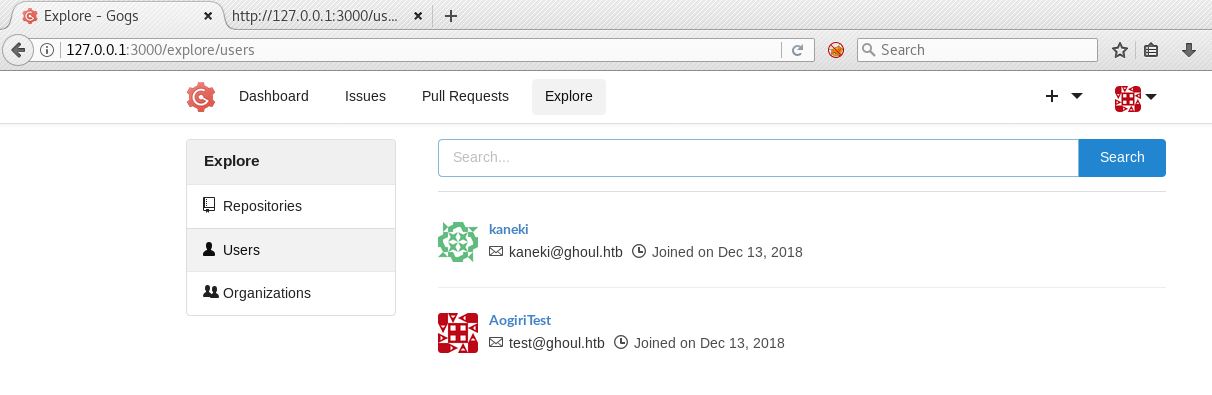 Explore - Gogs
http://127.0.0.1:3000/us...
127.0.0.1:3000/explore/users
Search
Dashboard Issues Pull Requests Explore
Explore
Repositories
Users
Organizations
Search...
Search
kaneki
kaneki@ghoul.htb Joined on Dec 13, 2018
AogiriTest
test@ghoul.htb Joined on Dec 13, 2018